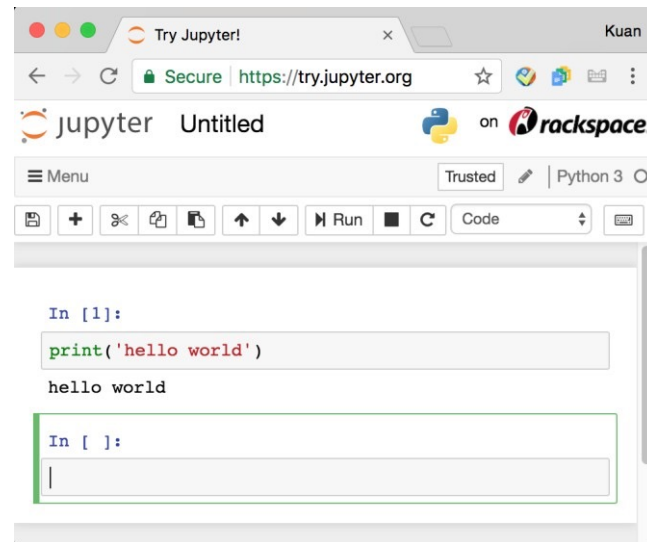 Try Jupyter!
Kuan
Secure https://try.jupyter.org
jupyter Untitled on rackspace
Menu Trusted Python 3
Run Code
In [1]:
print('hello world')
hello world
In [ ]: